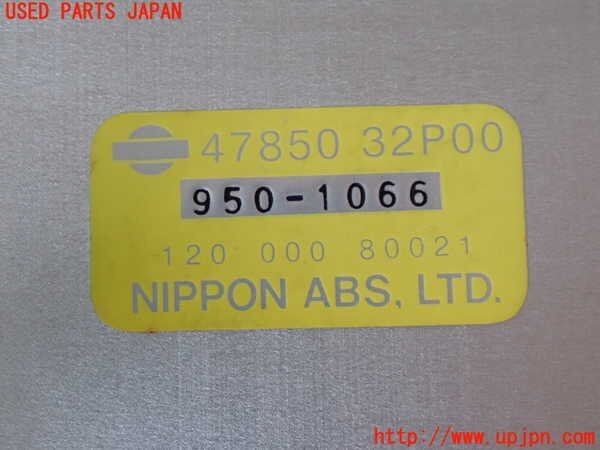 USED PARTS JAPAN
47850 32P00
950-1066
120 000 80021
NIPPON ABS, LTD.
http://www.upjpn.com